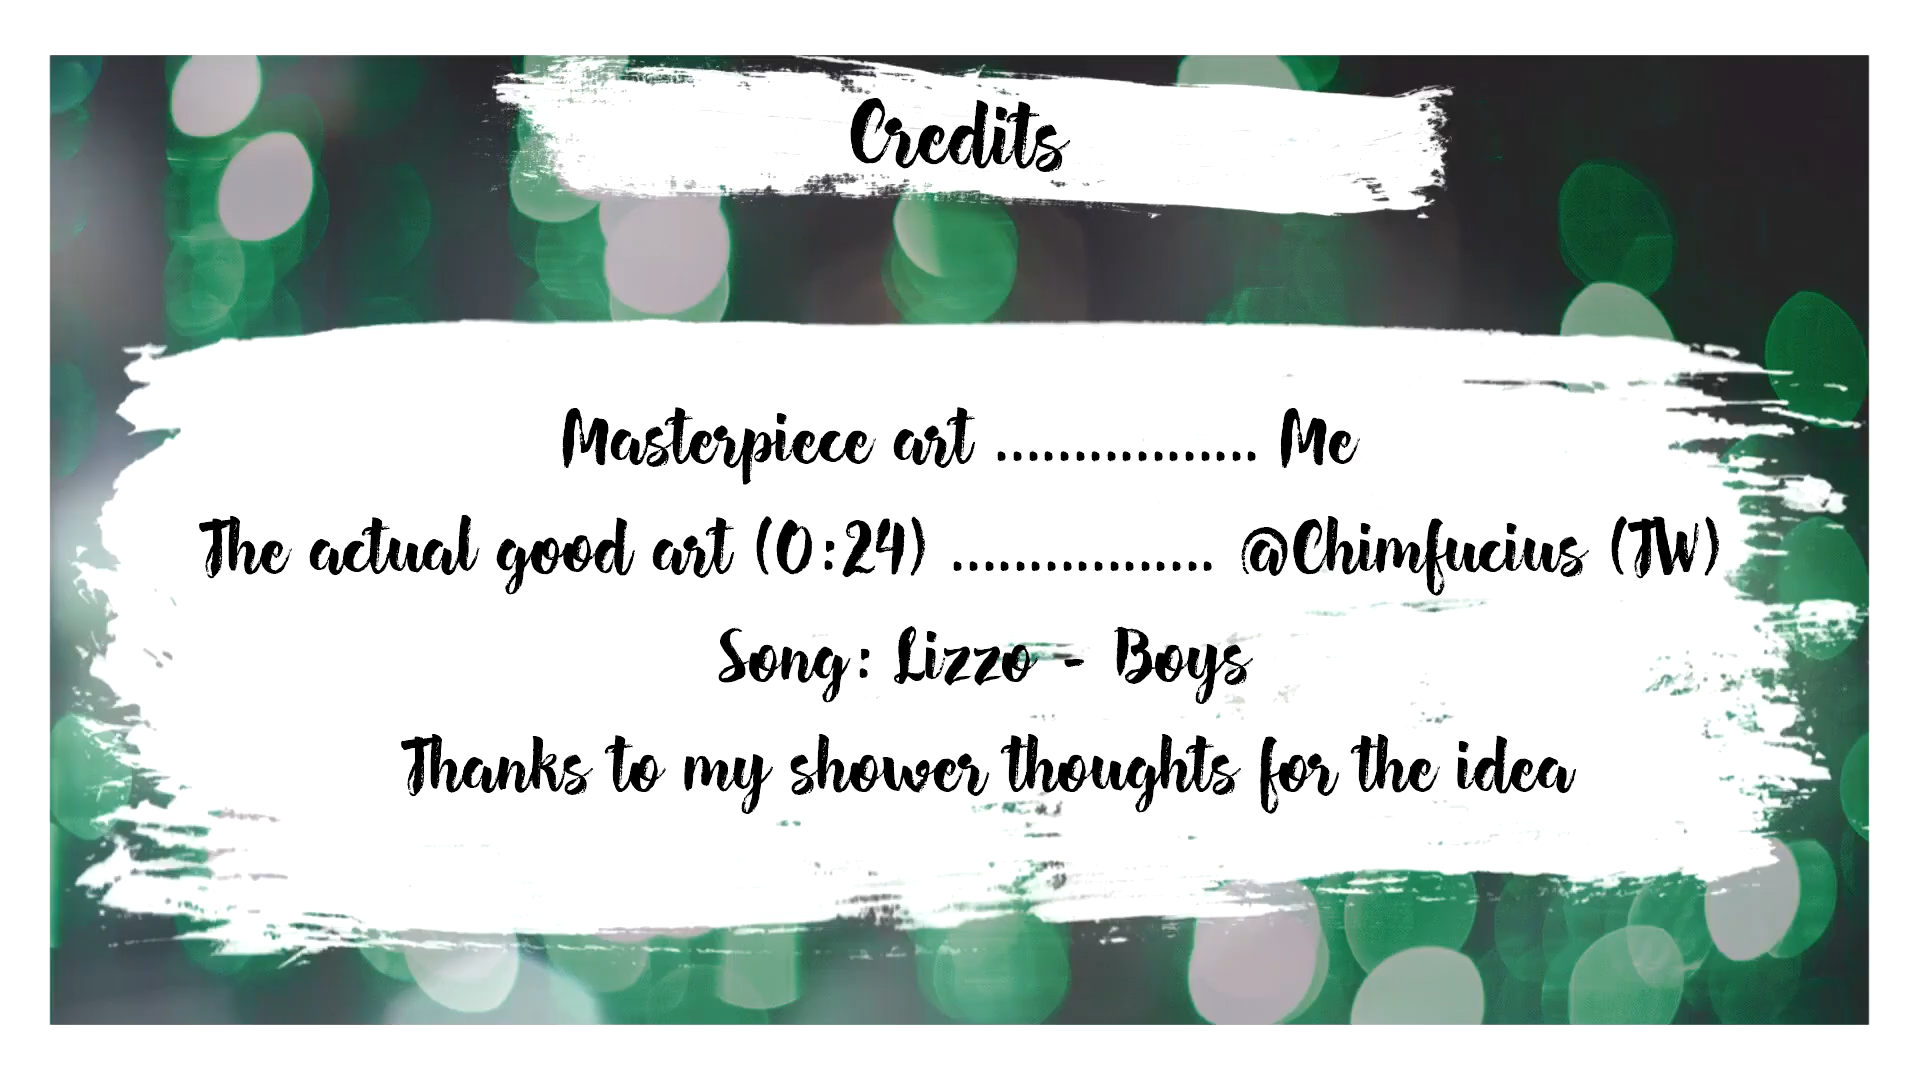 Credits
Masterpiece art ................. Me
The actual good art (0:24) ................. @Chimfucius (TW)
Song: Lizzo - Boys
Thanks to my shower thoughts for the idea